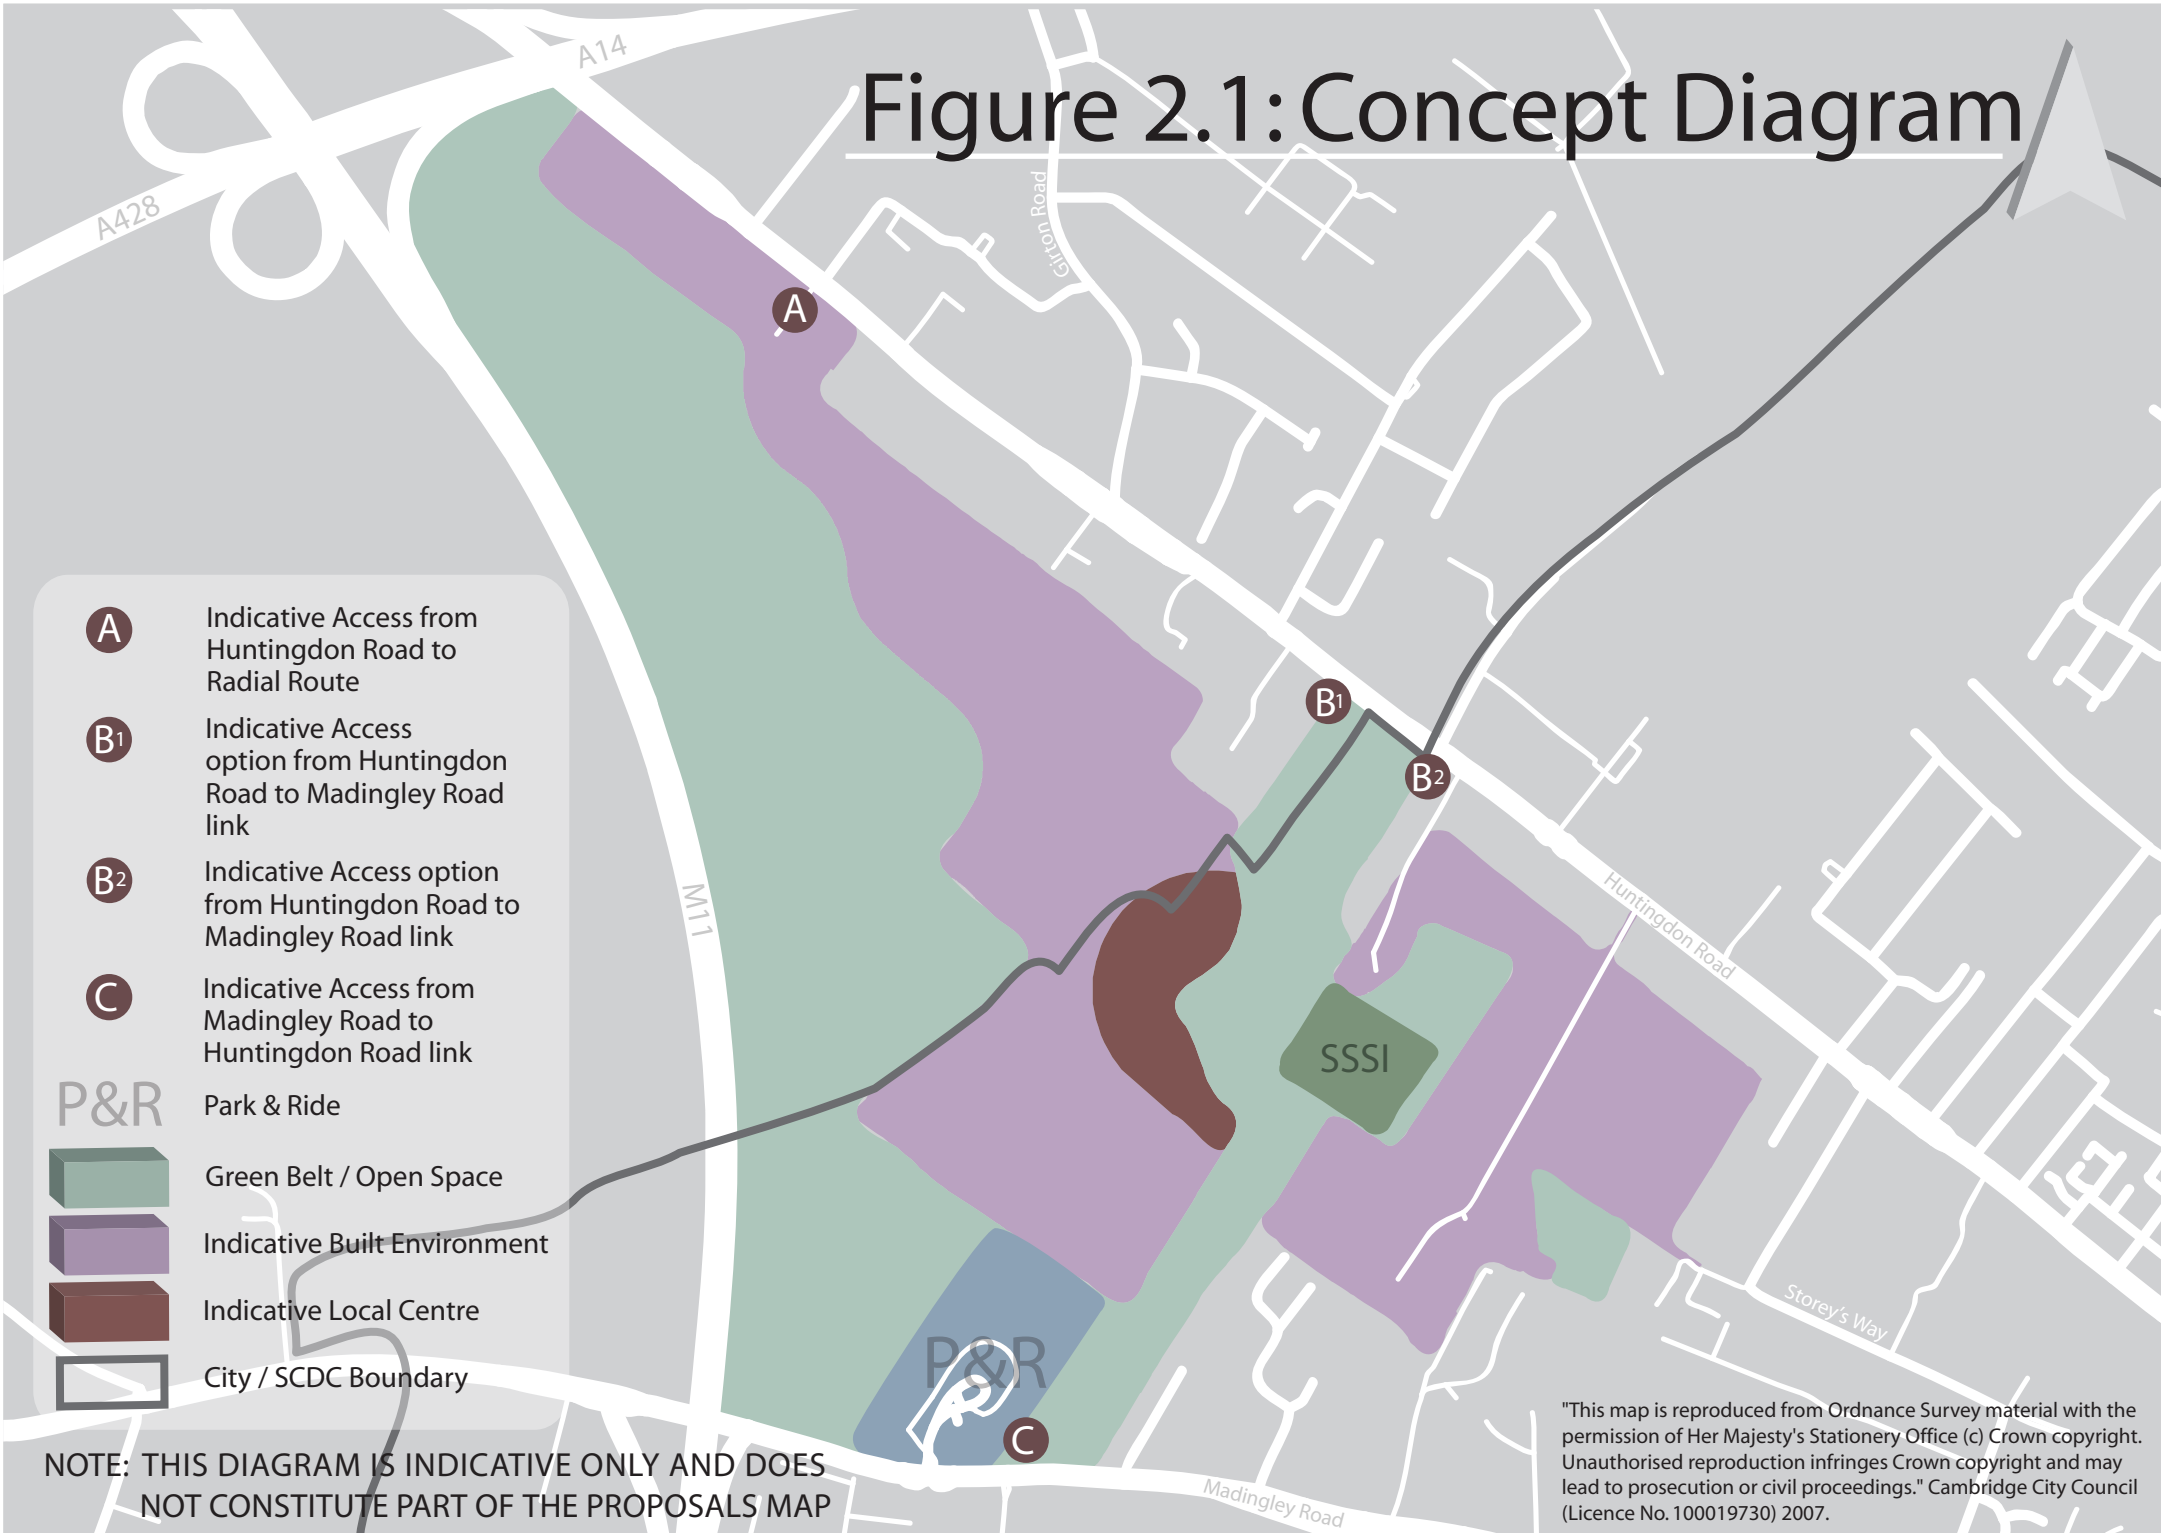 Figure 2.1: Concept Diagram
A14
A428
Girton Road
A
B1
B2
M11
Huntingdon Road
SSSI
Storey's Way
P&R
C
Madingley Road
A Indicative Access from
Huntingdon Road to
Radial Route
B1 Indicative Access
option from Huntingdon
Road to Madingley Road
link
B2 Indicative Access option
from Huntingdon Road to
Madingley Road link
C Indicative Access from
Madingley Road to
Huntingdon Road link
P&R Park & Ride
Green Belt / Open Space
Indicative Built Environment
Indicative Local Centre
City / SCDC Boundary
NOTE: THIS DIAGRAM IS INDICATIVE ONLY AND DOES
NOT CONSTITUTE PART OF THE PROPOSALS MAP
"This map is reproduced from Ordnance Survey material with the
permission of Her Majesty's Stationery Office (c) Crown copyright.
Unauthorised reproduction infringes Crown copyright and may
lead to prosecution or civil proceedings." Cambridge City Council
(Licence No. 100019730) 2007.